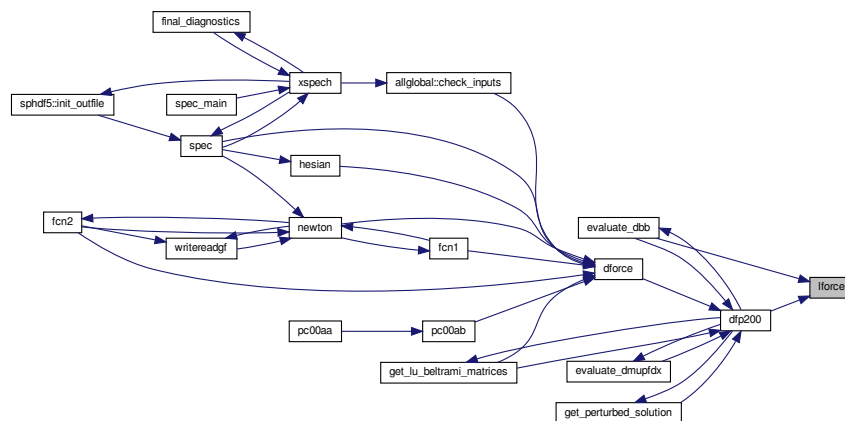 final_diagnostics
xspech
allglobal::check_inputs
sphdf5::init_outfile
spec_main
spec
hesian
fcn2
newton
writereadgf
fcn1
evaluate_dbb
dforce
lforce
dfp200
pc00aa
pc00ab
get_lu_beltrami_matrices
evaluate_dmupfdx
get_perturbed_solution